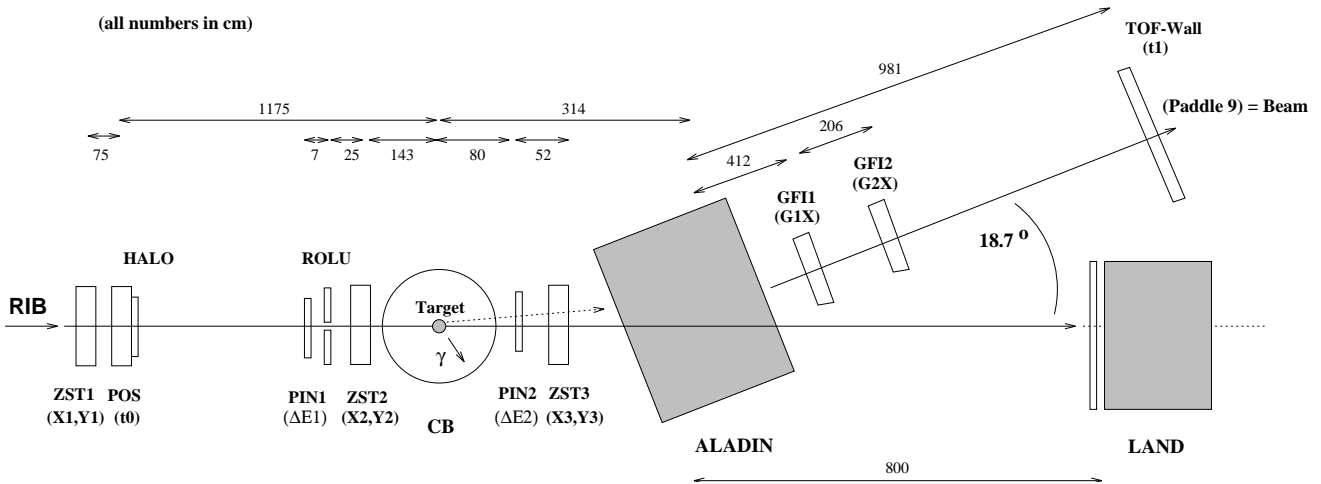 (all numbers in cm)
TOF-Wall
(t1)
981
(Paddle 9) = Beam
1175
314
206
75
7
25
143
80
52
412
GFI2
(G2X)
GFI1
(G1X)
18.7 o
HALO
ROLU
RIB
Target
γ
ZST1
(X1,Y1)
POS
(t0)
PIN1
(ΔE1)
ZST2
(X2,Y2)
CB
PIN2
(ΔE2)
ZST3
(X3,Y3)
ALADIN
LAND
800